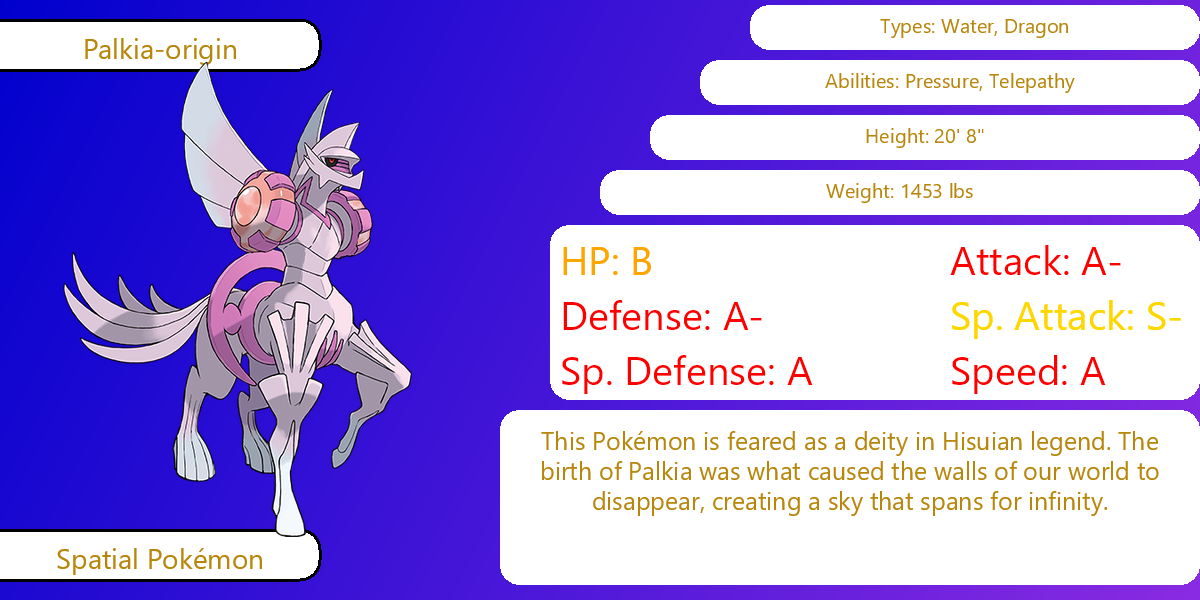 Palkia-origin
Types: Water, Dragon
Abilities: Pressure, Telepathy
Height: 20' 8"
Weight: 1453 lbs
HP: B
Attack: A-
Defense: A-
Sp. Attack: S-
Sp. Defense: A
Speed: A
This Pokémon is feared as a deity in Hisuian legend. The
birth of Palkia was what caused the walls of our world to
disappear, creating a sky that spans for infinity.
Spatial Pokémon